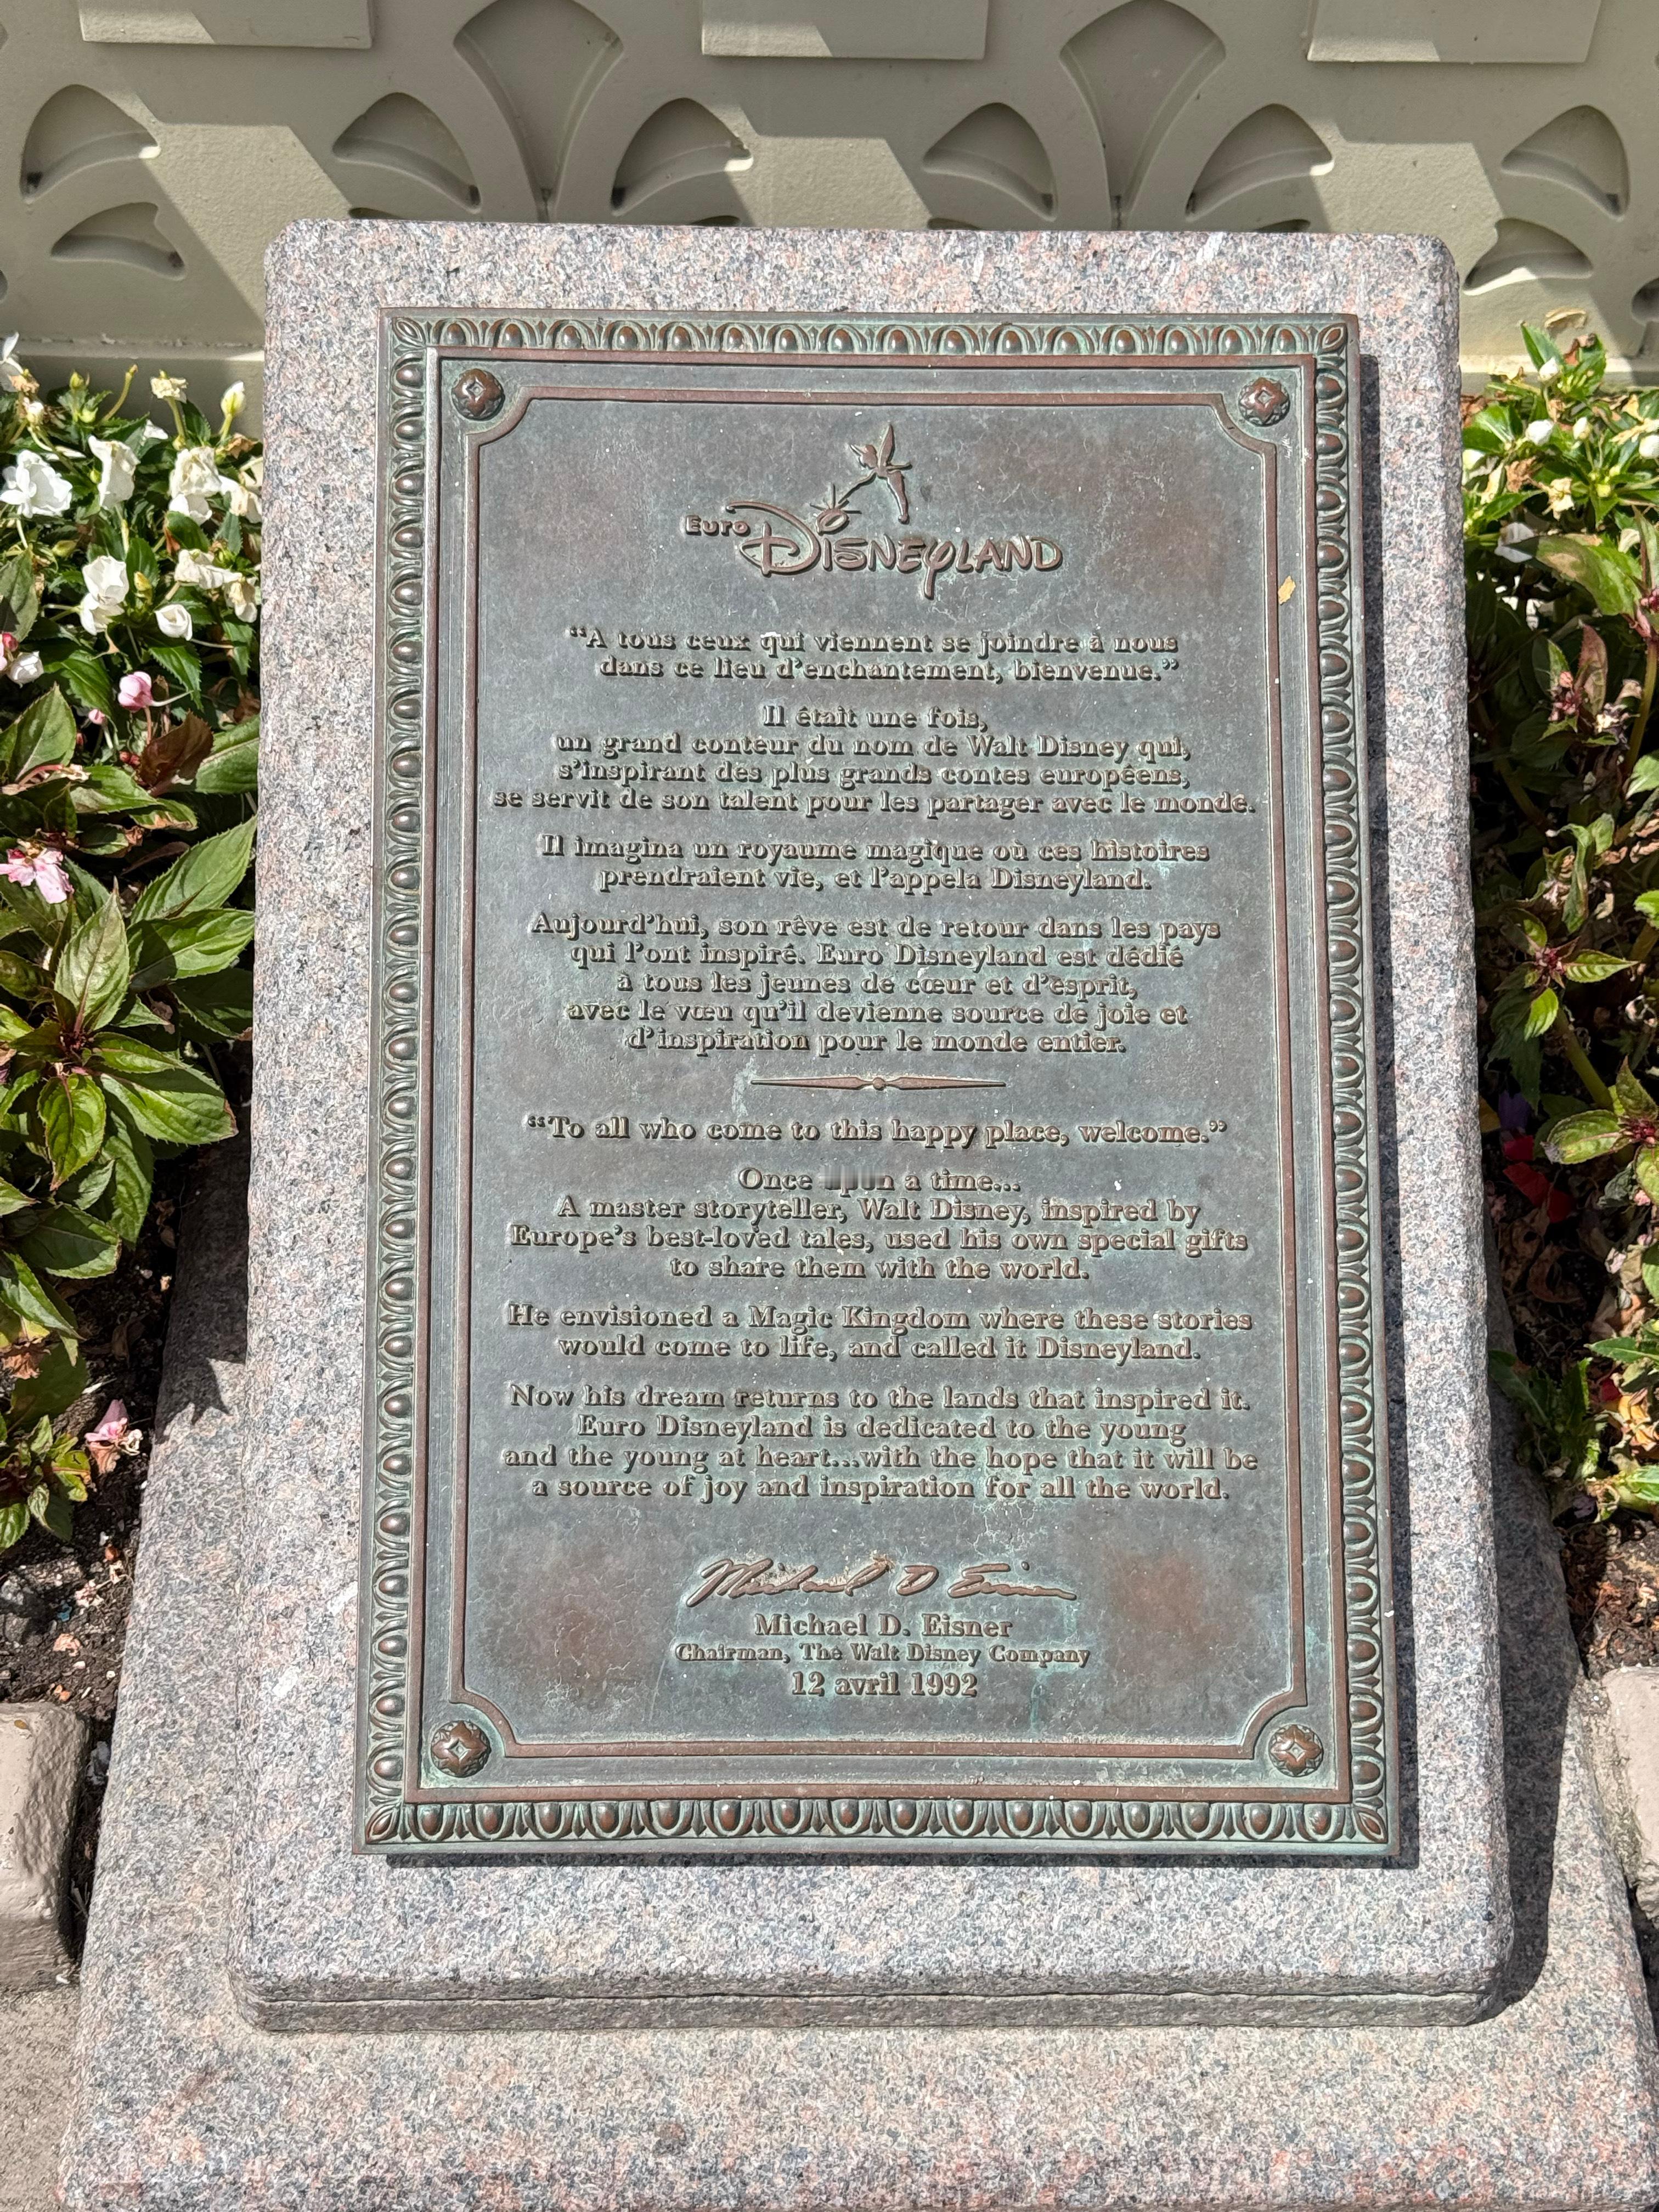 Euro Disneyland
“A tous ceux qui viennent se joindre à nous
dans ce lieu d’enchantement, bienvenue.”
Il était une fois,
un grand conteur du nom de Walt Disney qui,
s’inspirant des plus grands contes européens,
se servit de son talent pour les partager avec le monde.
Il imagina un royaume magique où ces histoires
prendraient vie, et l’appela Disneyland.
Aujourd’hui, son rêve est de retour dans les pays
qui l’ont inspiré. Euro Disneyland est dédié
à tous les jeunes de cœur et d’esprit,
avec le vœu qu’il devienne source de joie et
d’inspiration pour le monde entier.
“To all who come to this happy place, welcome.”
Once upon a time...
A master storyteller, Walt Disney, inspired by
Europe’s best-loved tales, used his own special gifts
to share them with the world.
He envisioned a Magic Kingdom where these stories
would come to life, and called it Disneyland.
Now his dream returns to the lands that inspired it.
Euro Disneyland is dedicated to the young
and the young at heart...with the hope that it will be
a source of joy and inspiration for all the world.
Michael D Eisner
Michael D. Eisner
Chairman, The Walt Disney Company
12 avril 1992